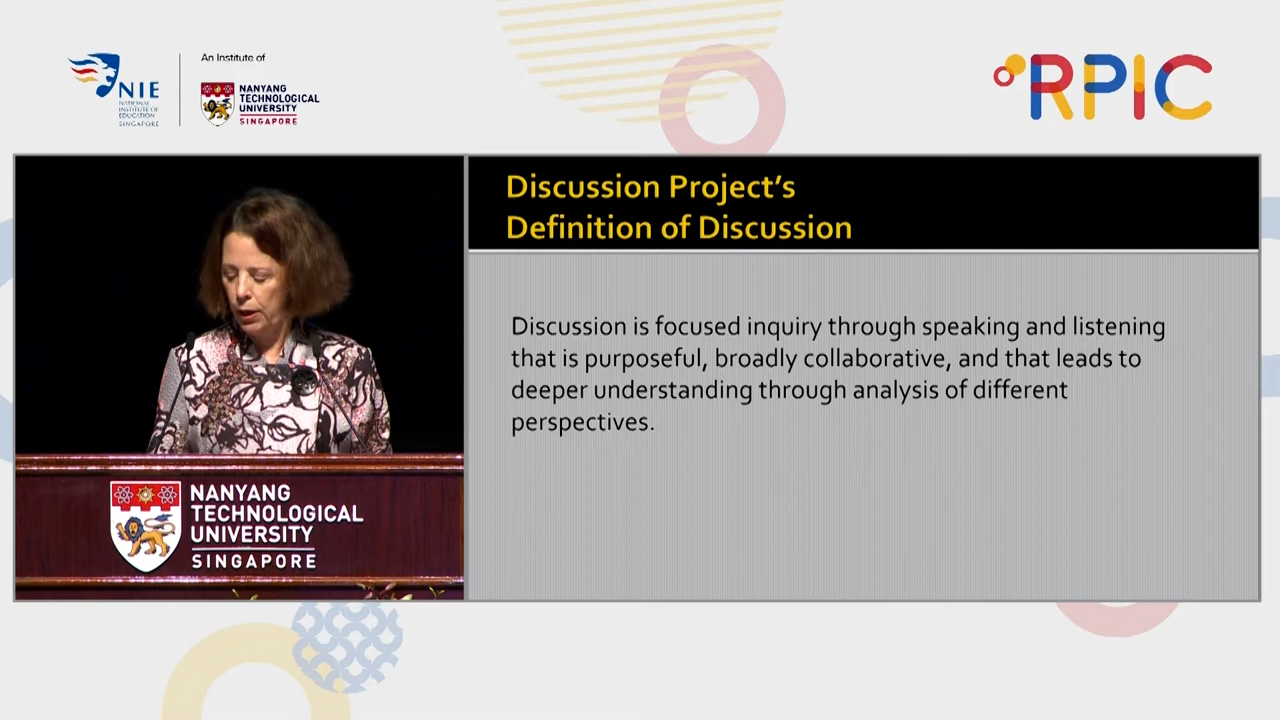 NIE
NATIONAL
INSTITUTE OF
EDUCATION
SINGAPORE
An Institute of
NANYANG
TECHNOLOGICAL
UNIVERSITY
SINGAPORE
RPIC
Discussion Project's
Definition of Discussion
Discussion is focused inquiry through speaking and listening
that is purposeful, broadly collaborative, and that leads to
deeper understanding through analysis of different
perspectives.
NANYANG
TECHNOLOGICAL
UNIVERSITY
SINGAPORE